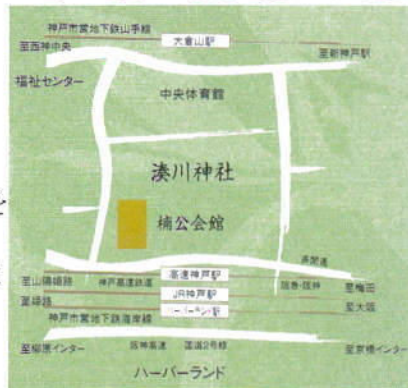 神戸市営地下鉄山手線
大倉山駅
至西神中央
至新神戸駅
福祉センター
中央体育館
湊川神社
楠公会館
高速神戸駅
至山陽姫路
神戸高速鉄道
阪急・阪神
至梅田
JR神戸駅
至姫路
ハーバーランド駅
至大阪
神戸市営地下鉄海岸線
至柳原インター
阪神高速
国道2号線
至京橋インター
ハーバーランド